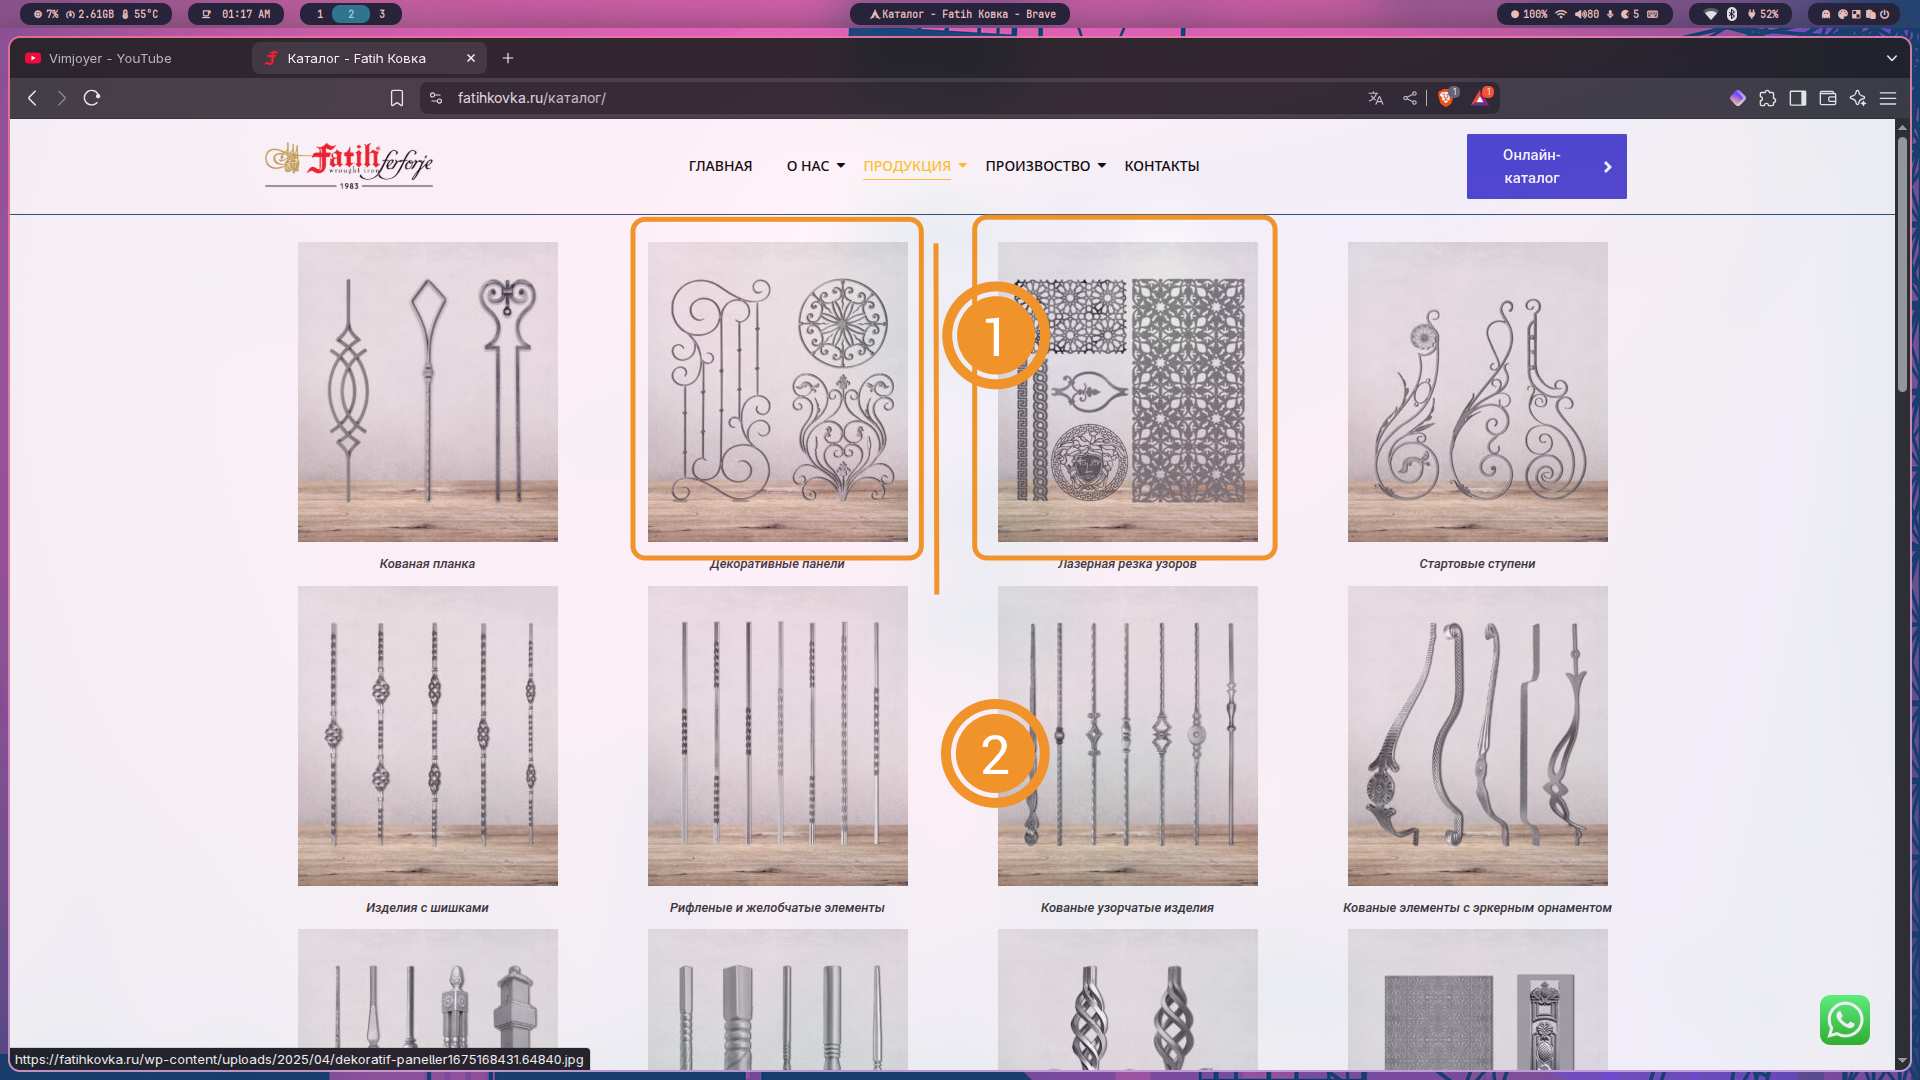 7% 2.61GB 55°C
01:17 AM
1 2 3
Каталог - Fatih Ковка - Brave
100% 80 5
52%
Vimjoyer - YouTube
Каталог - Fatih Ковка
fatihkovka.ru/каталог/
1
1
Fatih ferforje
wrought iron
1983
ГЛАВНАЯ О НАС ПРОДУКЦИЯ ПРОИЗВОСТВО КОНТАКТЫ
Онлайн-
каталог
1
Кованая планка
Декоративные панели
Лазерная резка узоров
Стартовые ступени
2
Изделия с шишками
Рифленые и желобчатые элементы
Кованые узорчатые изделия
Кованые элементы с эркерным орнаментом
https://fatihkovka.ru/wp-content/uploads/2025/04/dekoratif-paneller1675168431.64840.jpg